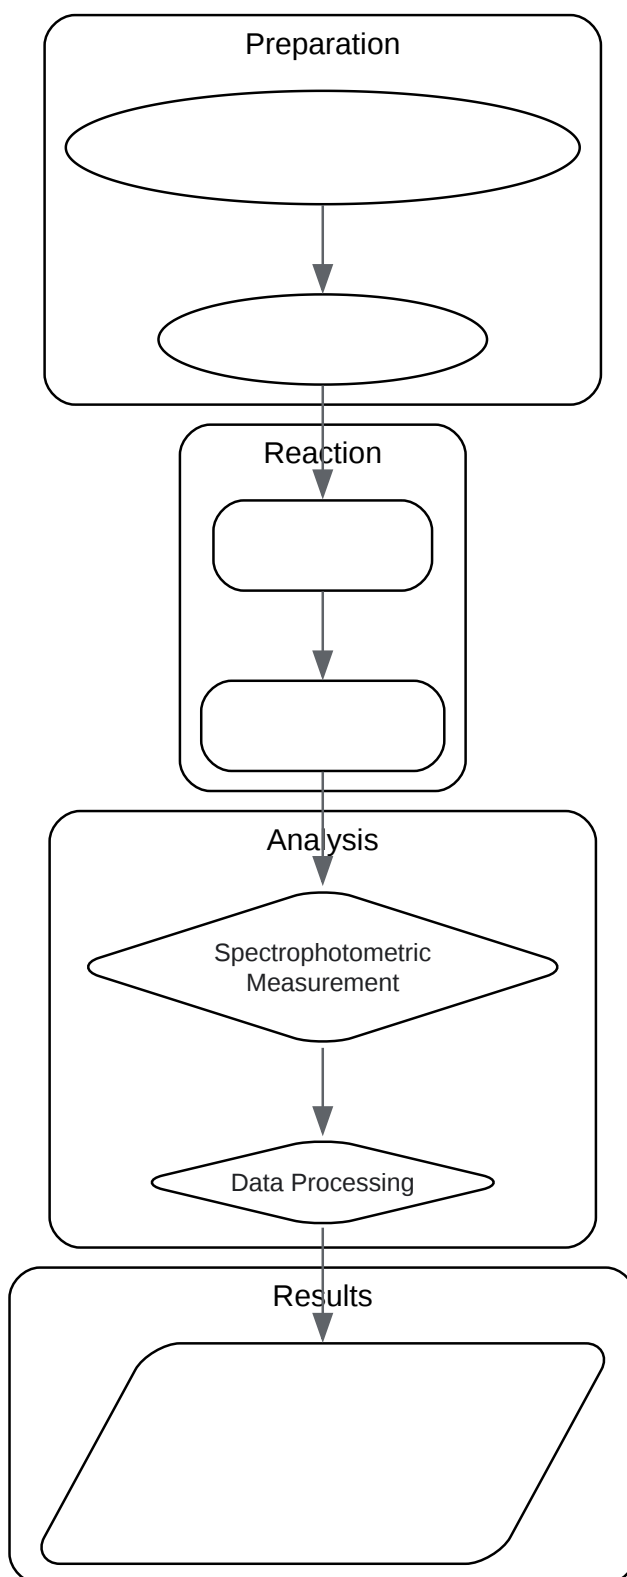 Preparation
Reaction
Analysis
Spectrophotometric
Measurement
Data Processing
Results